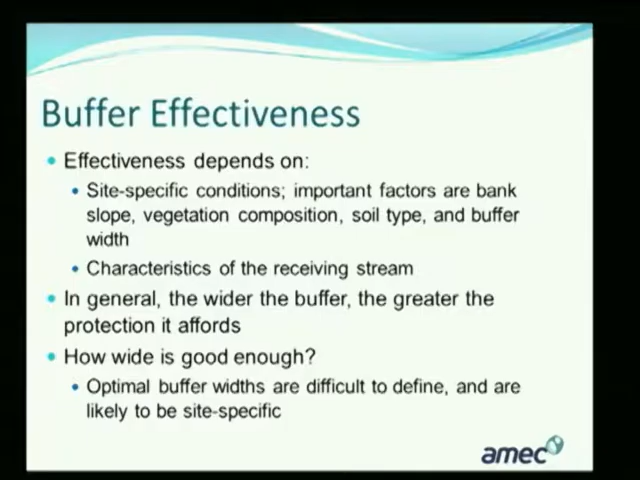 Buffer Effectiveness
• Effectiveness depends on:
• Site-specific conditions; important factors are bank
slope, vegetation composition, soil type, and buffer
width
• Characteristics of the receiving stream
• In general, the wider the buffer, the greater the
protection it affords
• How wide is good enough?
• Optimal buffer widths are difficult to define, and are
likely to be site-specific
amec